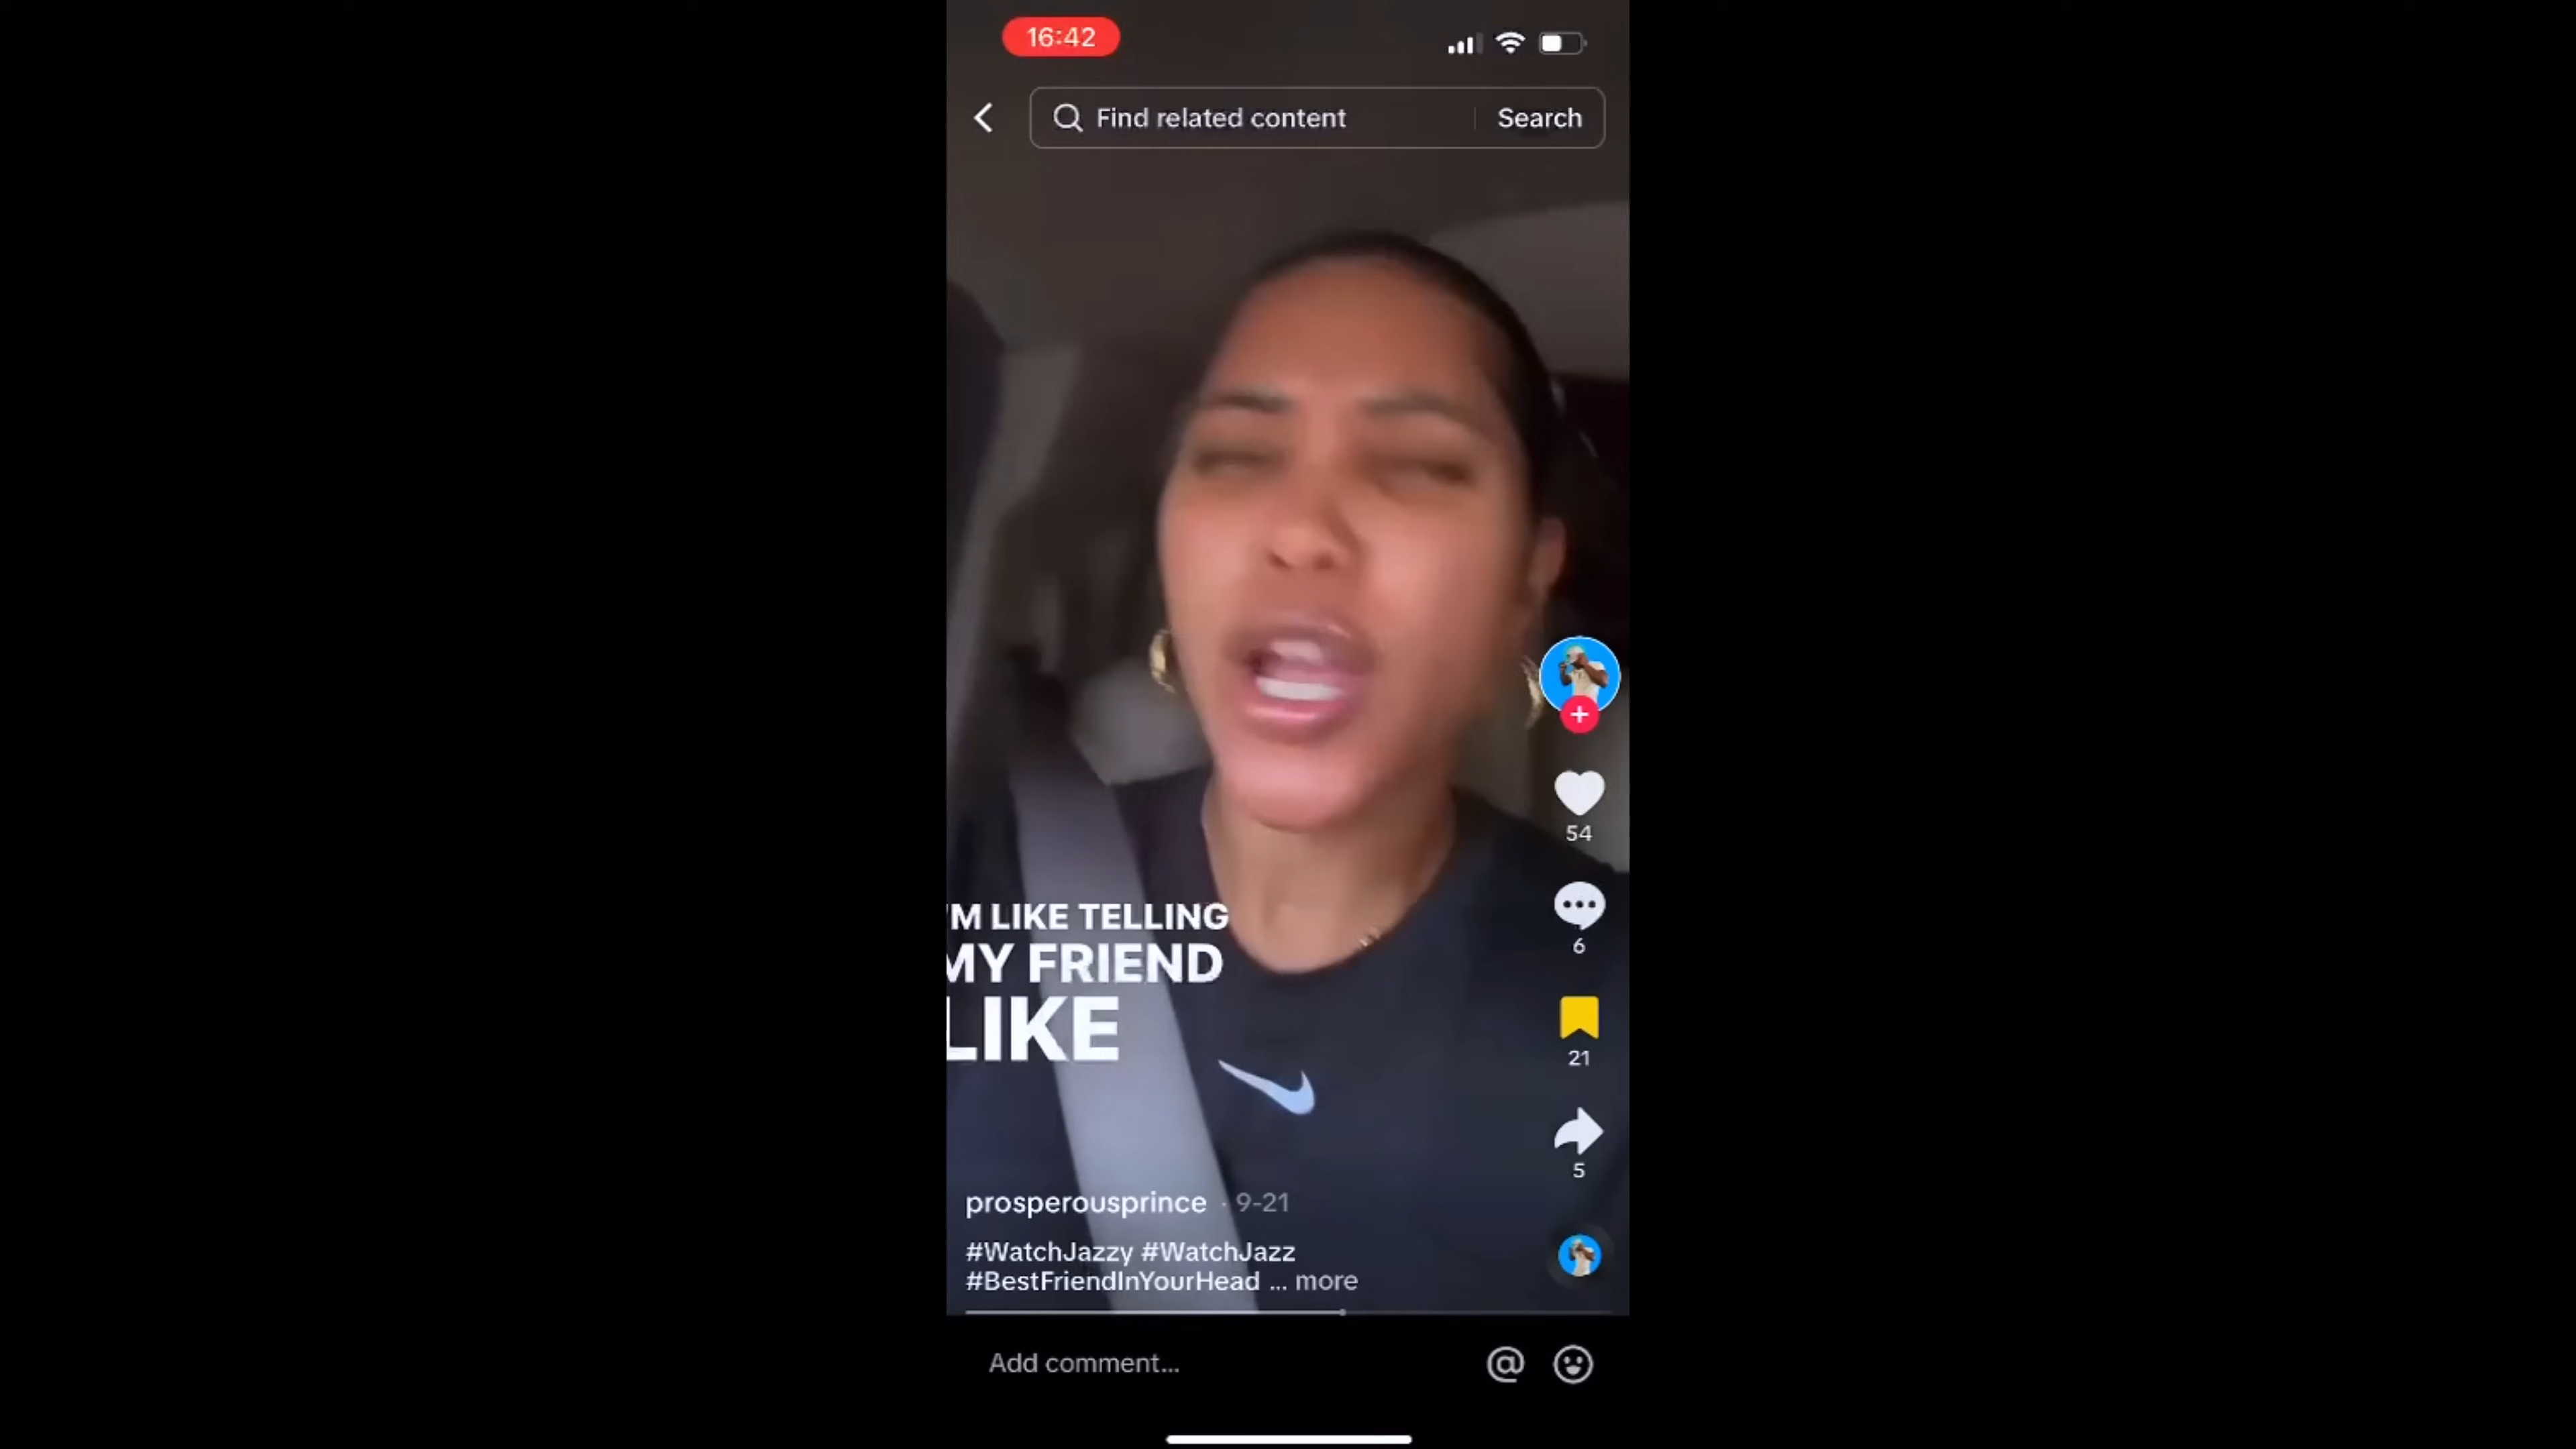 16:42
Find related content
Search
'M LIKE TELLING
MY FRIEND
LIKE
54
6
21
5
prosperousprince · 9-21
#WatchJazzy #WatchJazz
#BestFriendInYourHead ... more
Add comment...